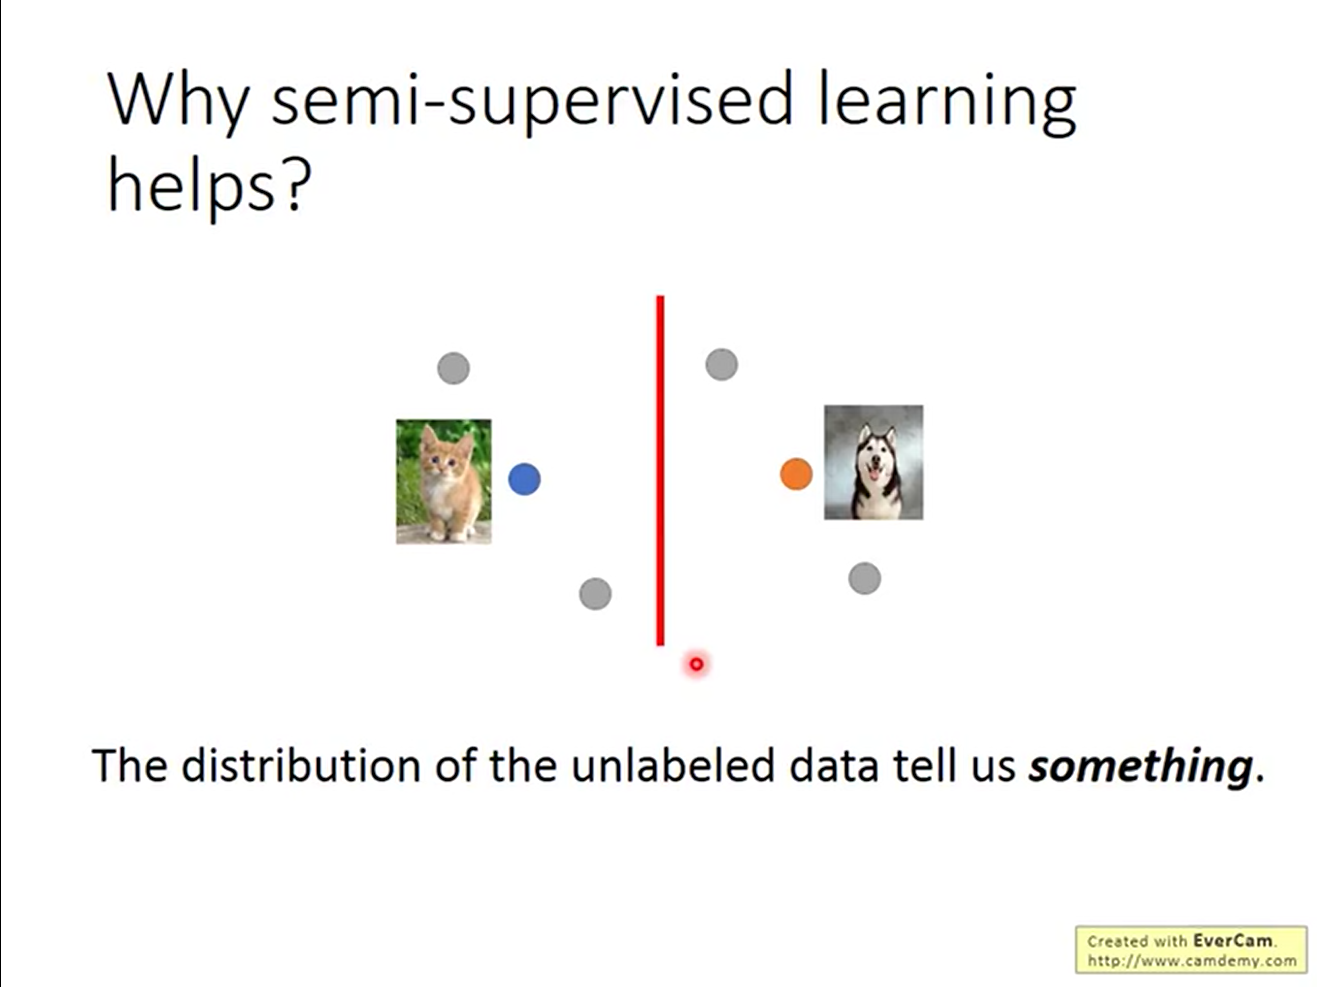 Why semi-supervised learning
helps?
The distribution of the unlabeled data tell us something.
Created with EverCam.
http://www.camdemy.com